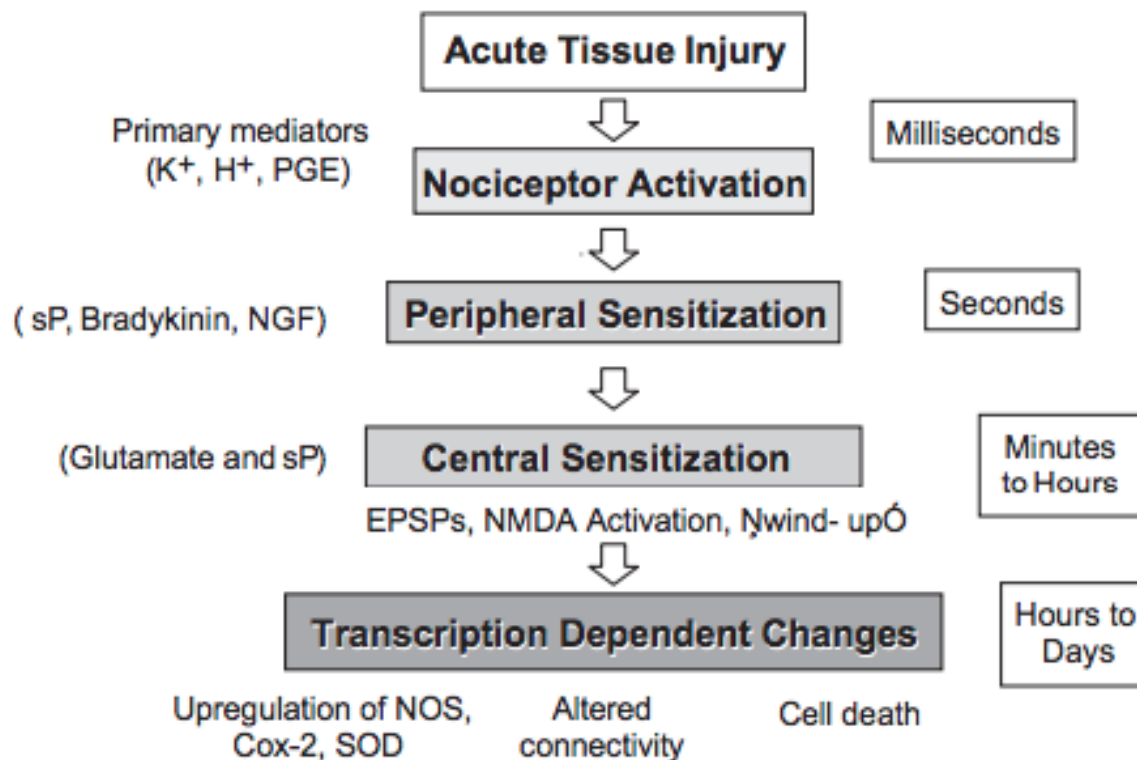 Acute Tissue Injury
Primary mediators
(K+, H+, PGE)
Milliseconds
Nociceptor Activation
( sP, Bradykinin, NGF)
Peripheral Sensitization
Seconds
(Glutamate and sP)
Central Sensitization
Minutes
to Hours
EPSPs, NMDA Activation, Ņwind- upÓ
Transcription Dependent Changes
Hours to
Days
Upregulation of NOS,
Cox-2, SOD
Altered
connectivity
Cell death